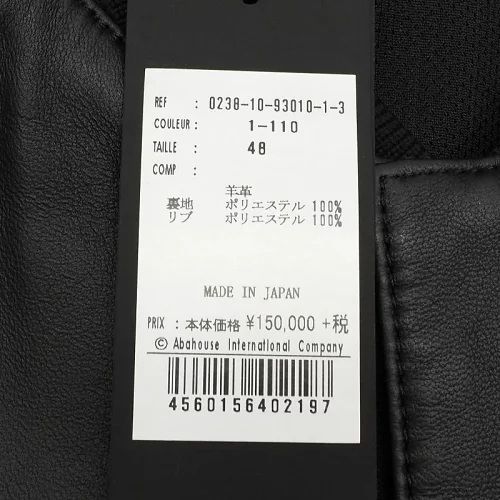 REF : 0238-10-93010-1-3
COULEUR : 1-110
TAILLE : 48
COMP :
羊革
裏地 ポリエステル 100%
リブ ポリエステル 100%
MADE IN JAPAN
PRIX : 本体価格 ¥150,000 +税
© Abahouse International Company
4560156402197